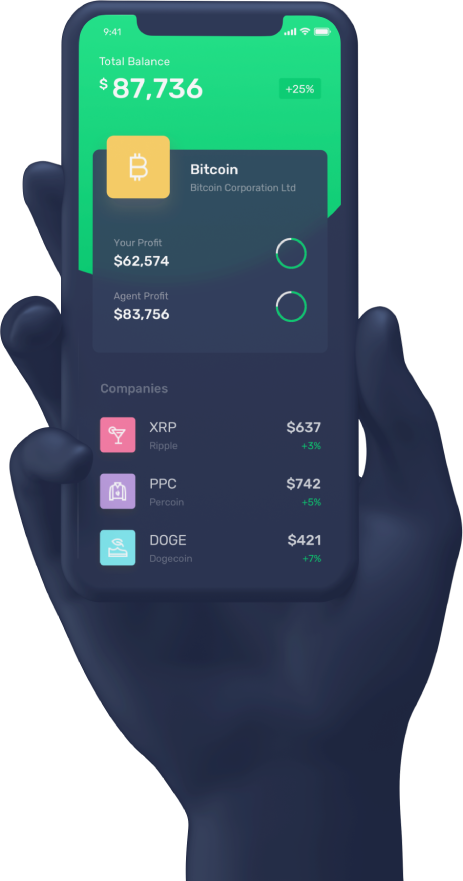 9:41
Total Balance
$ 87,736
+25%
Bitcoin
Bitcoin Corporation Ltd
Your Profit
$62,574
Agent Profit
$83,756
Companies
XRP $637
Ripple +3%
PPC $742
Percoin +5%
DOGE $421
Dogecoin +7%